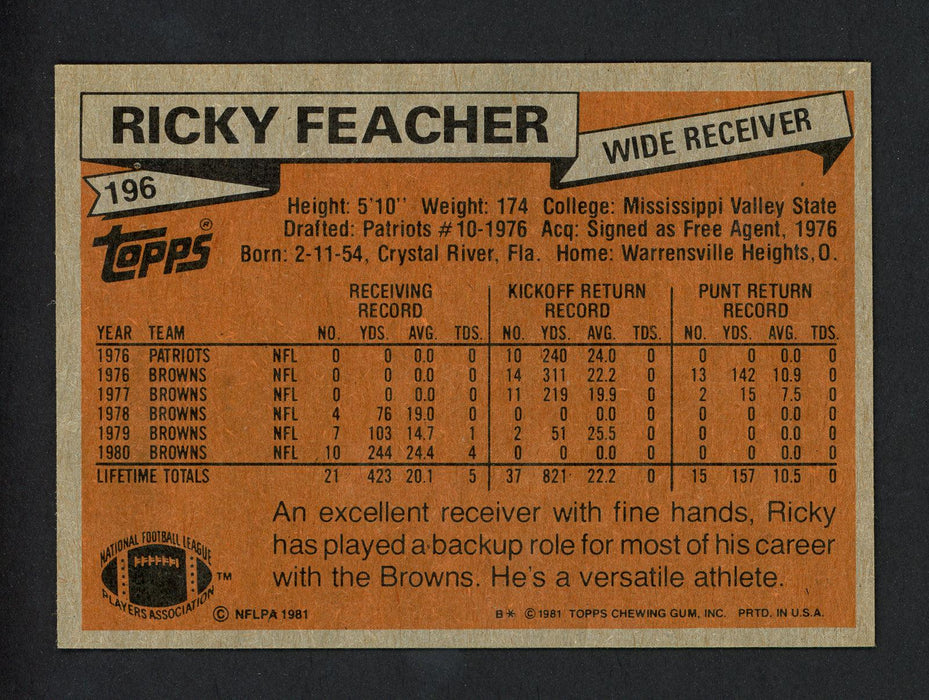 RICKY FEACHER
WIDE RECEIVER
196
Topps®
Height: 5'10'' Weight: 174 College: Mississippi Valley State
Drafted: Patriots #10-1976 Acq: Signed as Free Agent, 1976
Born: 2-11-54, Crystal River, Fla. Home: Warrensville Heights, O.
RECEIVING RECORD KICKOFF RETURN RECORD PUNT RETURN RECORD
YEAR TEAM NO. YDS. AVG. TDS. NO. YDS. AVG. TDS. NO. YDS. AVG. TDS.
1976 PATRIOTS NFL 0 0 0.0 0 10 240 24.0 0 0 0 0.0 0
1976 BROWNS NFL 0 0 0.0 0 14 311 22.2 0 13 142 10.9 0
1977 BROWNS NFL 0 0 0.0 0 11 219 19.9 0 2 15 7.5 0
1978 BROWNS NFL 4 76 19.0 0 0 0 0.0 0 0 0 0.0 0
1979 BROWNS NFL 7 103 14.7 1 2 51 25.5 0 0 0 0.0 0
1980 BROWNS NFL 10 244 24.4 4 0 0 0.0 0 0 0 0.0 0
LIFETIME TOTALS 21 423 20.1 5 37 821 22.2 0 15 157 10.5 0
An excellent receiver with fine hands, Ricky
has played a backup role for most of his career
with the Browns. He's a versatile athlete.
NATIONAL FOOTBALL LEAGUE
PLAYERS ASSOCIATION
™
© NFLPA 1981
B* © 1981 TOPPS CHEWING GUM, INC. PRTD. IN U.S.A.